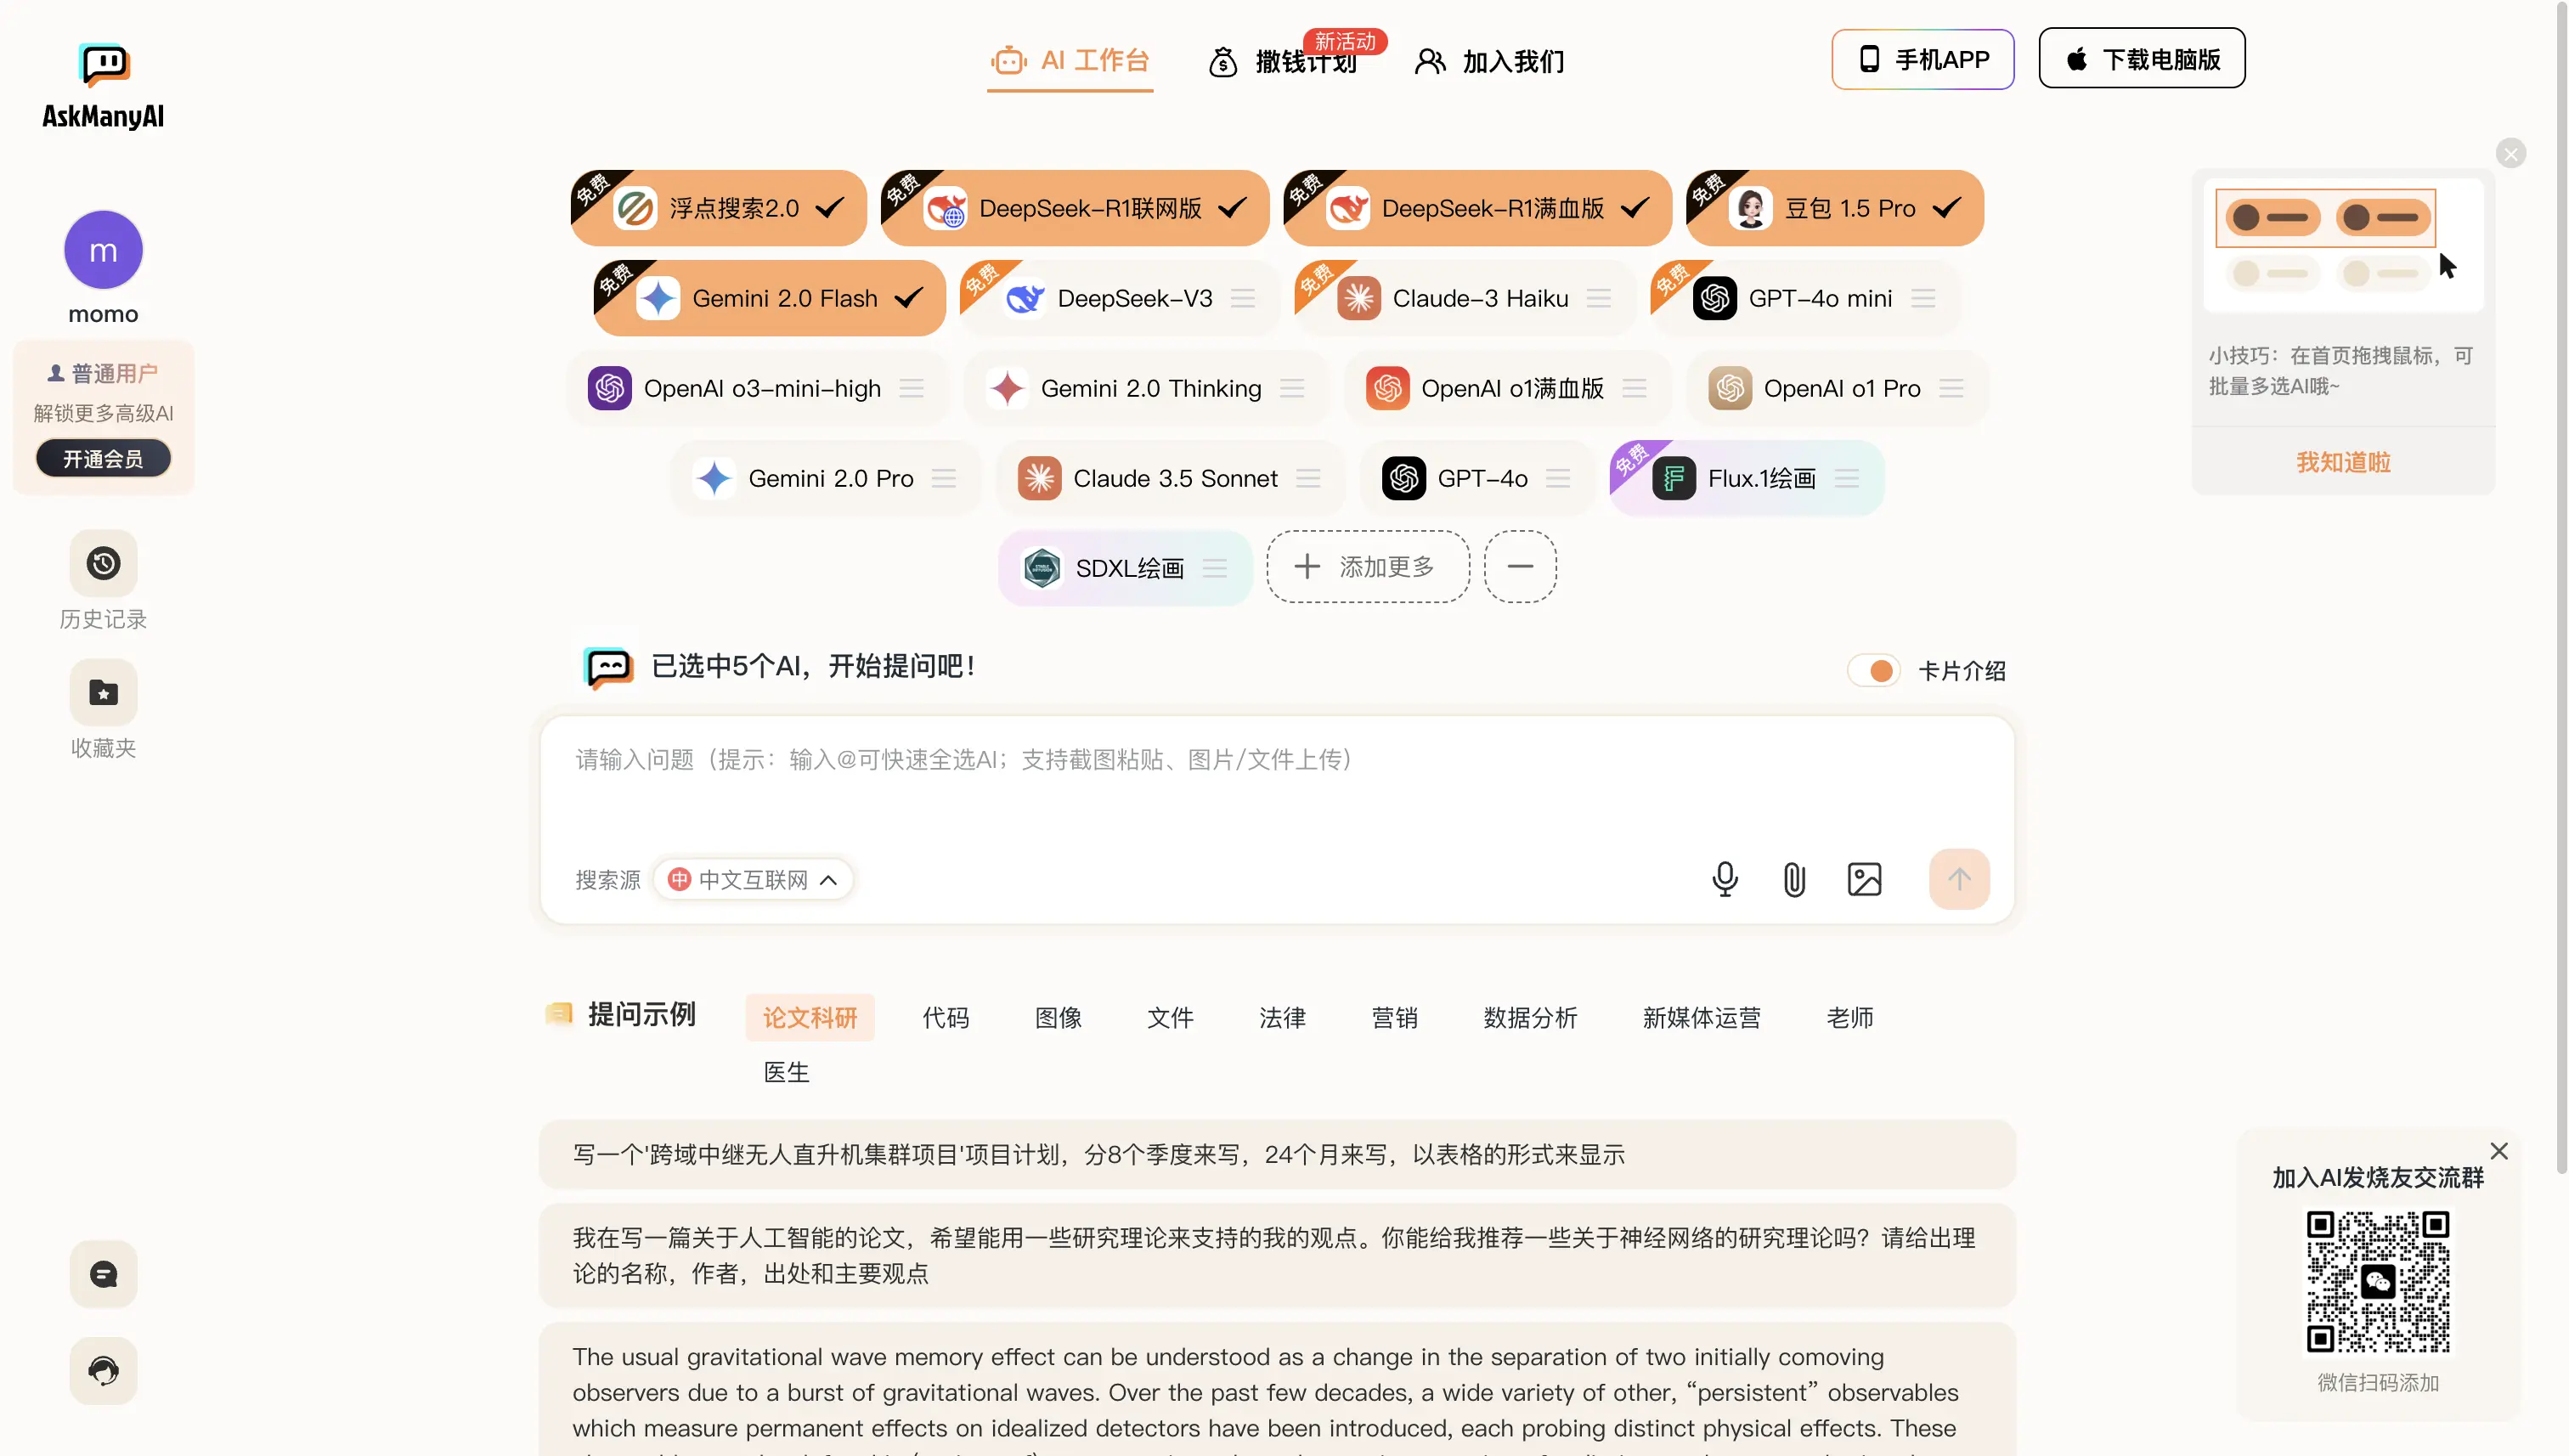 AskManyAI
AI 工作台
撒钱计划
新活动
加入我们
手机APP
下载电脑版
m
momo
普通用户
解锁更多高级AI
开通会员
历史记录
收藏夹
免费 浮点搜索2.0
免费 DeepSeek-R1联网版
免费 DeepSeek-R1满血版
免费 豆包 1.5 Pro
免费 Gemini 2.0 Flash
免费 DeepSeek-V3
免费 Claude-3 Haiku
免费 GPT-4o mini
OpenAI o3-mini-high
Gemini 2.0 Thinking
OpenAI o1满血版
OpenAI o1 Pro
Gemini 2.0 Pro
Claude 3.5 Sonnet
GPT-4o
免费 Flux.1绘画
SDXL绘画
添加更多
小技巧：在首页拖拽鼠标，可
批量多选AI哦~
我知道啦
已选中5个AI，开始提问吧！
卡片介绍
请输入问题（提示：输入@可快速全选AI；支持截图粘贴、图片/文件上传）
搜索源
中 中文互联网
提问示例
论文科研
代码
图像
文件
法律
营销
数据分析
新媒体运营
老师
医生
写一个'跨域中继无人直升机集群项目'项目计划，分8个季度来写，24个月来写，以表格的形式来显示
我在写一篇关于人工智能的论文，希望能用一些研究理论来支持的我的观点。你能给我推荐一些关于神经网络的研究理论吗？请给出理
论的名称，作者，出处和主要观点
The usual gravitational wave memory effect can be understood as a change in the separation of two initially comoving
observers due to a burst of gravitational waves. Over the past few decades, a wide variety of other, “persistent” observables
which measure permanent effects on idealized detectors have been introduced, each probing distinct physical effects. These
加入AI发烧友交流群
微信扫码添加